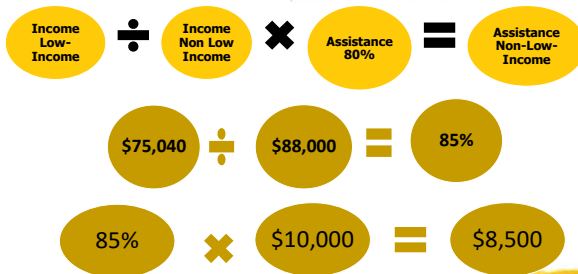 Income
Low-
Income
÷
Income
Non Low
Income
×
Assistance
80%
=
Assistance
Non-Low-
Income
$75,040 ÷ $88,000 = 85%
85% × $10,000 = $8,500